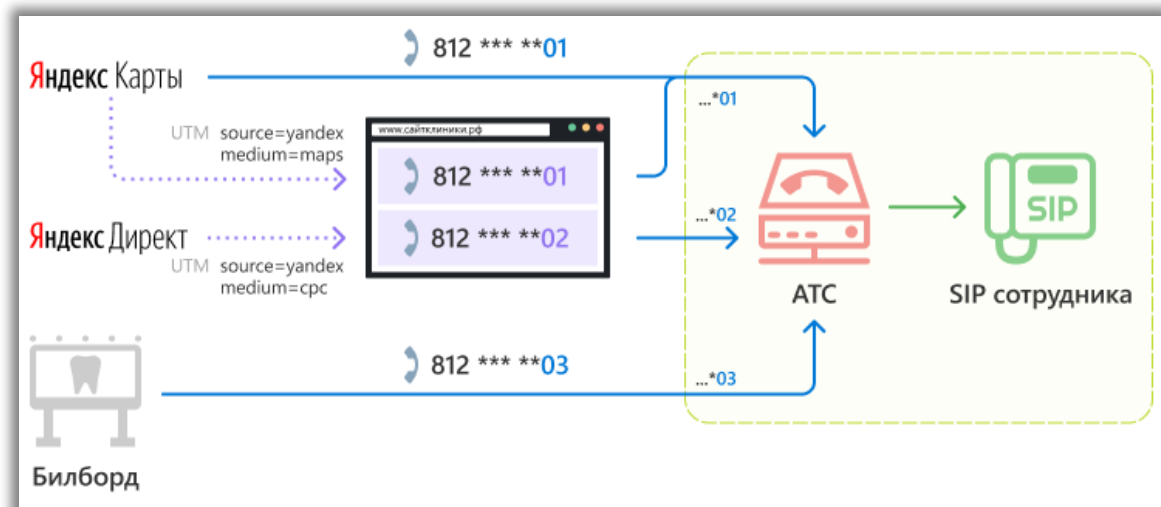 812 *** **01
Яндекс Карты
...*01
UTM source=yandex
medium=maps
www.сайтклиники.рф
812 *** **01
...*02
SIP
Яндекс Директ
812 *** **02
UTM source=yandex
medium=cpc
АТС
SIP сотрудника
812 *** **03
...*03
Билборд